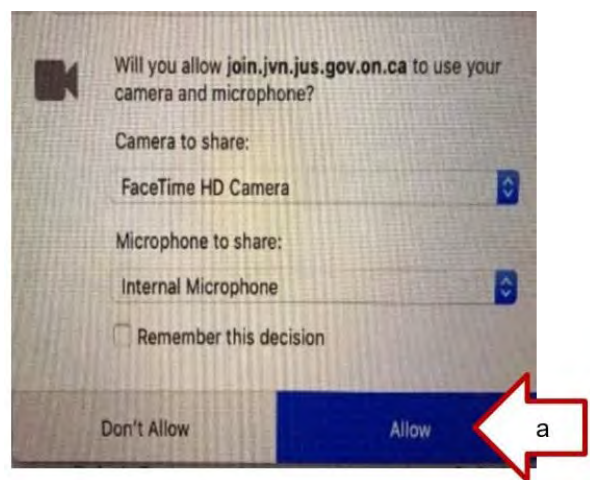 Will you allow join.jvn.jus.gov.on.ca to use your
camera and microphone?
Camera to share:
FaceTime HD Camera
Microphone to share:
Internal Microphone
Remember this decision
Don't Allow
Allow
a